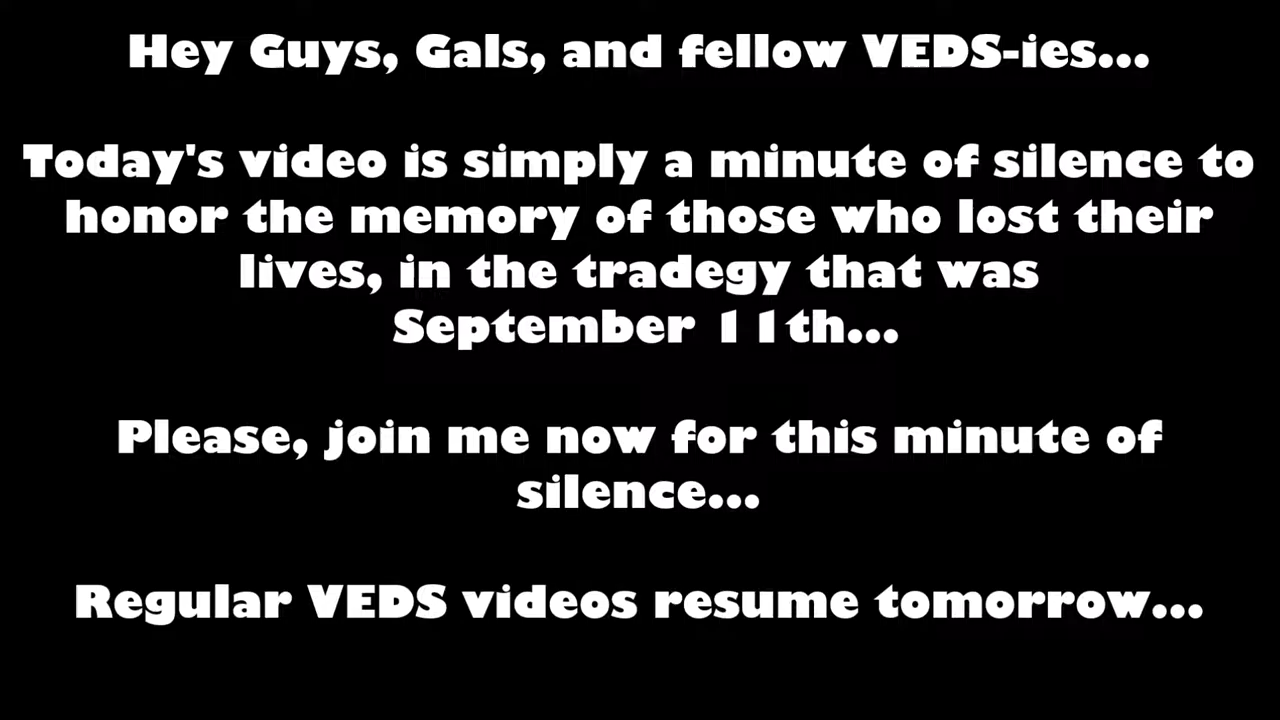 Hey Guys, Gals, and fellow VEDS-ies...
Today's video is simply a minute of silence to
honor the memory of those who lost their
lives, in the tradegy that was
September 11th...
Please, join me now for this minute of
silence...
Regular VEDS videos resume tomorrow...